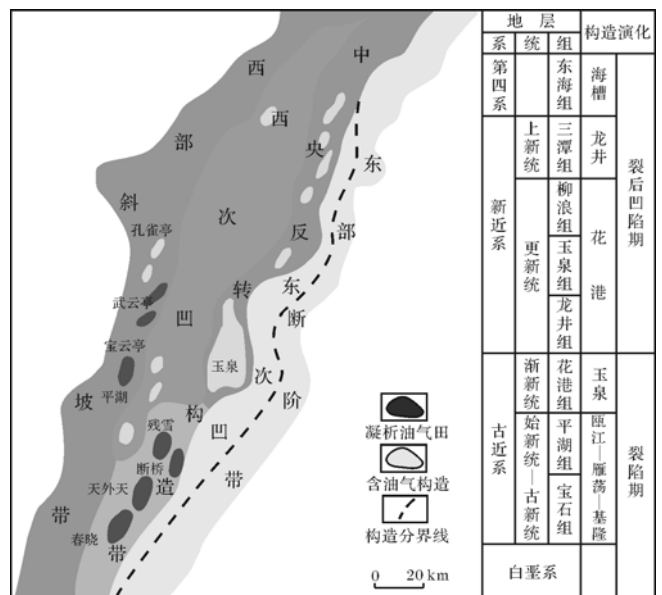 西部斜坡带
西次凹
中央反转构造带
东次凹
东部断阶带
孔雀亭
武云亭
宝云亭
平湖
玉泉
残雪
断桥
天外天
春晓
凝析油气田
含油气构造
构造分界线
0 20 km
地层 构造演化
系 统 组
第四系 东海组 海槽
新近系 上新统 三潭组 龙井
更新统 柳浪组 花港
玉泉组
龙井组
裂后凹陷期
古近系 渐新统 花港组 玉泉
始新统—古新统 平湖组 瓯江—雁荡—基隆
宝石组
裂陷期
白垩系